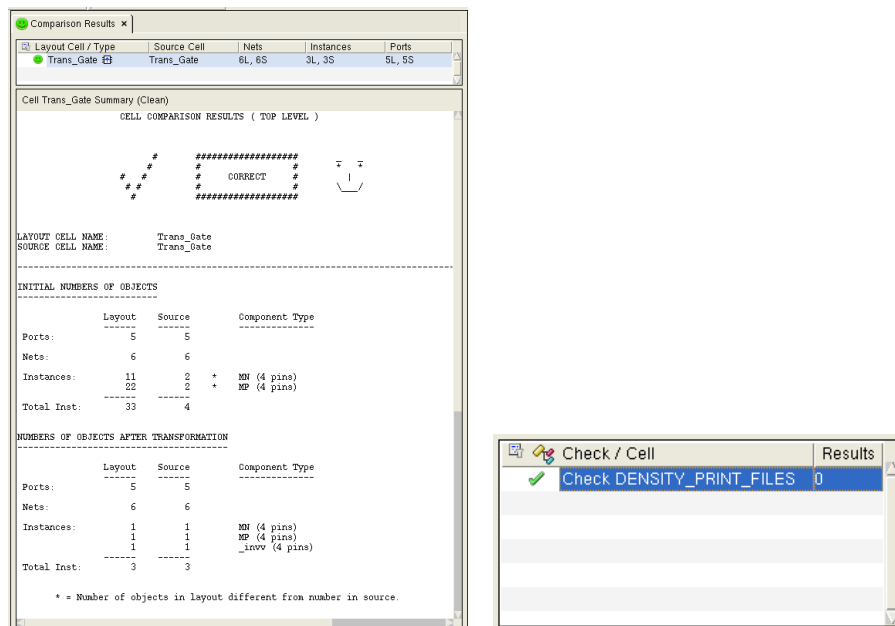 Comparison Results ×
Layout Cell / Type Source Cell Nets Instances Ports
Trans_Gate Trans_Gate 6L, 6S 3L, 3S 5L, 5S
Cell Trans_Gate Summary (Clean)
CELL COMPARISON RESULTS ( TOP LEVEL )
# ################### _ _
# # # * *
# # # CORRECT # |
# # # # \___/
# ###################
LAYOUT CELL NAME: Trans_Gate
SOURCE CELL NAME: Trans_Gate
INITIAL NUMBERS OF OBJECTS
Layout Source Component Type
Ports: 5 5
Nets: 6 6
Instances: 11 2 * MN (4 pins)
22 2 * MP (4 pins)
Total Inst: 33 4
NUMBERS OF OBJECTS AFTER TRANSFORMATION
Layout Source Component Type
Ports: 5 5
Nets: 6 6
Instances: 1 1 MN (4 pins)
1 1 MP (4 pins)
1 1 _invv (4 pins)
Total Inst: 3 3
* = Number of objects in layout different from number in source.
Check / Cell Results
Check DENSITY_PRINT_FILES 0